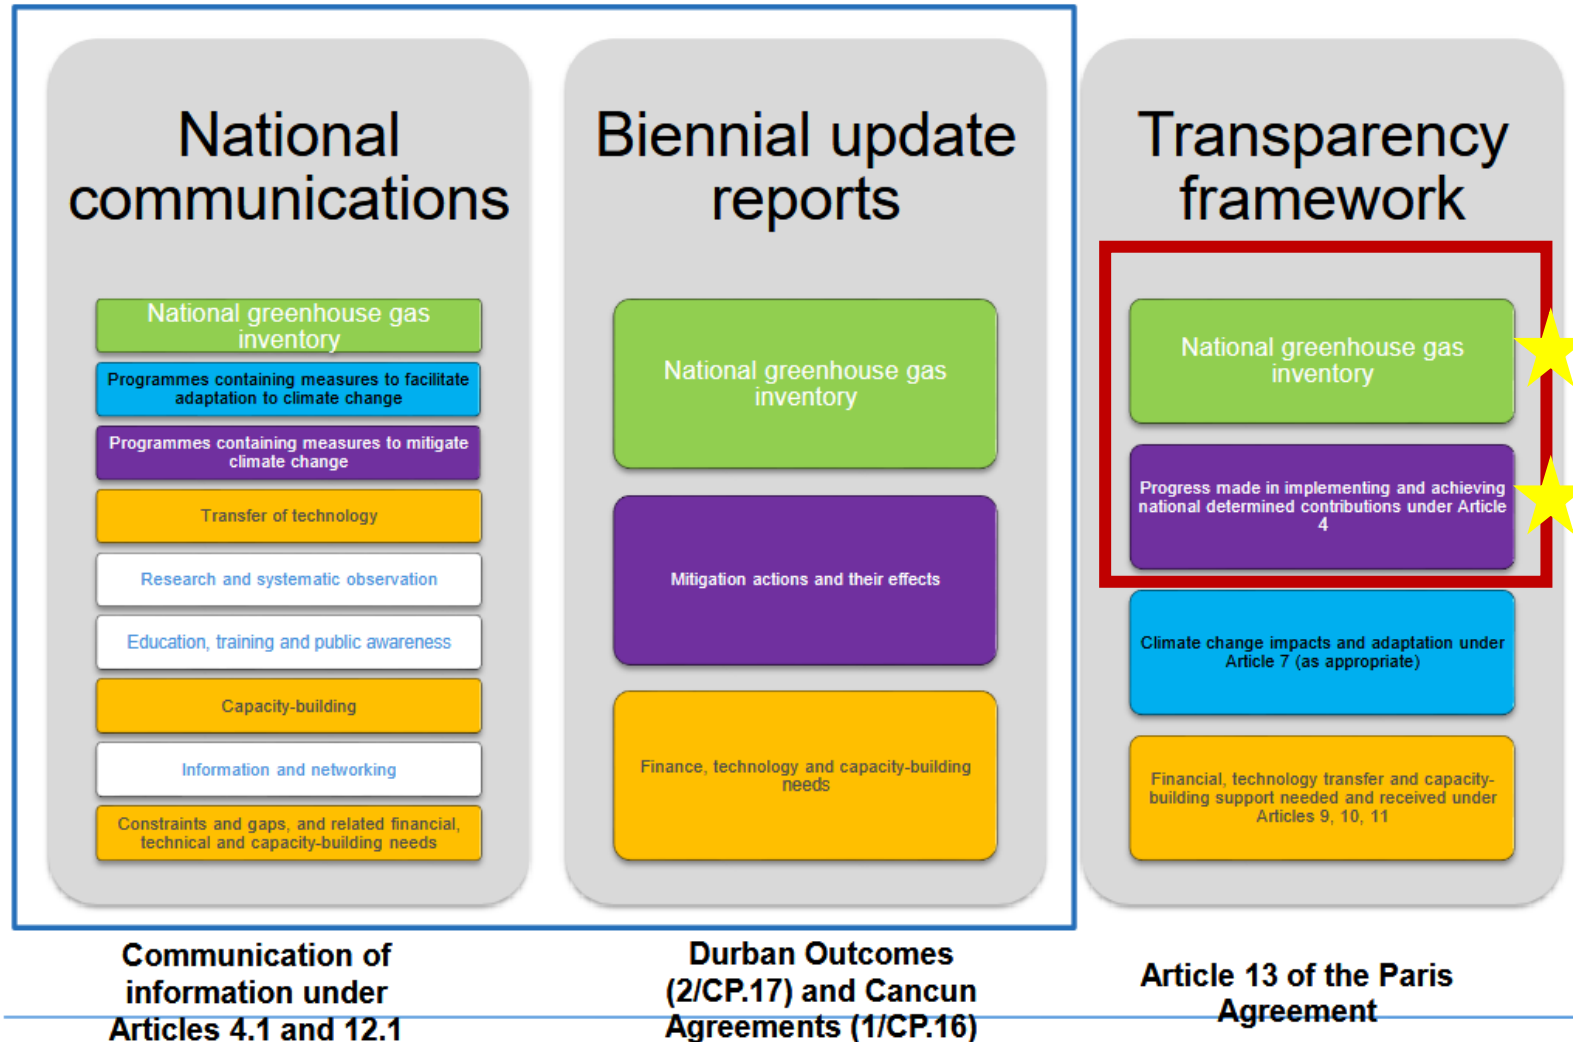 National
communications
National greenhouse gas
inventory
Programmes containing measures to facilitate
adaptation to climate change
Programmes containing measures to mitigate
climate change
Transfer of technology
Research and systematic observation
Education, training and public awareness
Capacity-building
Information and networking
Constraints and gaps, and related financial,
technical and capacity-building needs
Communication of
information under
Articles 4.1 and 12.1
Biennial update
reports
National greenhouse gas
inventory
Mitigation actions and their effects
Finance, technology and capacity-building
needs
Durban Outcomes
(2/CP.17) and Cancun
Agreements (1/CP.16)
Transparency
framework
National greenhouse gas
inventory
Progress made in implementing and achieving
national determined contributions under Article
4
Climate change impacts and adaptation under
Article 7 (as appropriate)
Financial, technology transfer and capacity-
building support needed and received under
Articles 9, 10, 11
Article 13 of the Paris
Agreement